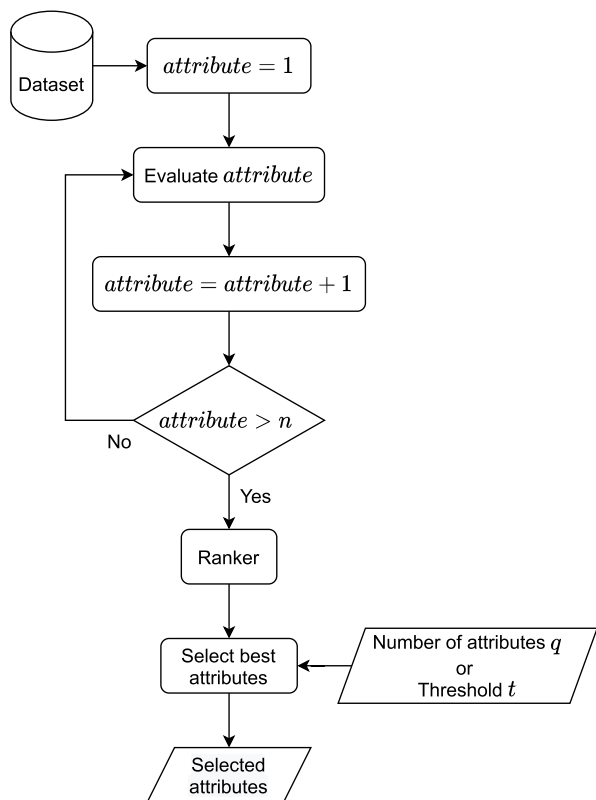 Dataset
attribute = 1
Evaluate attribute
attribute = attribute + 1
attribute > n
No
Yes
Ranker
Select best
attributes
Number of attributes q
or
Threshold t
Selected
attributes